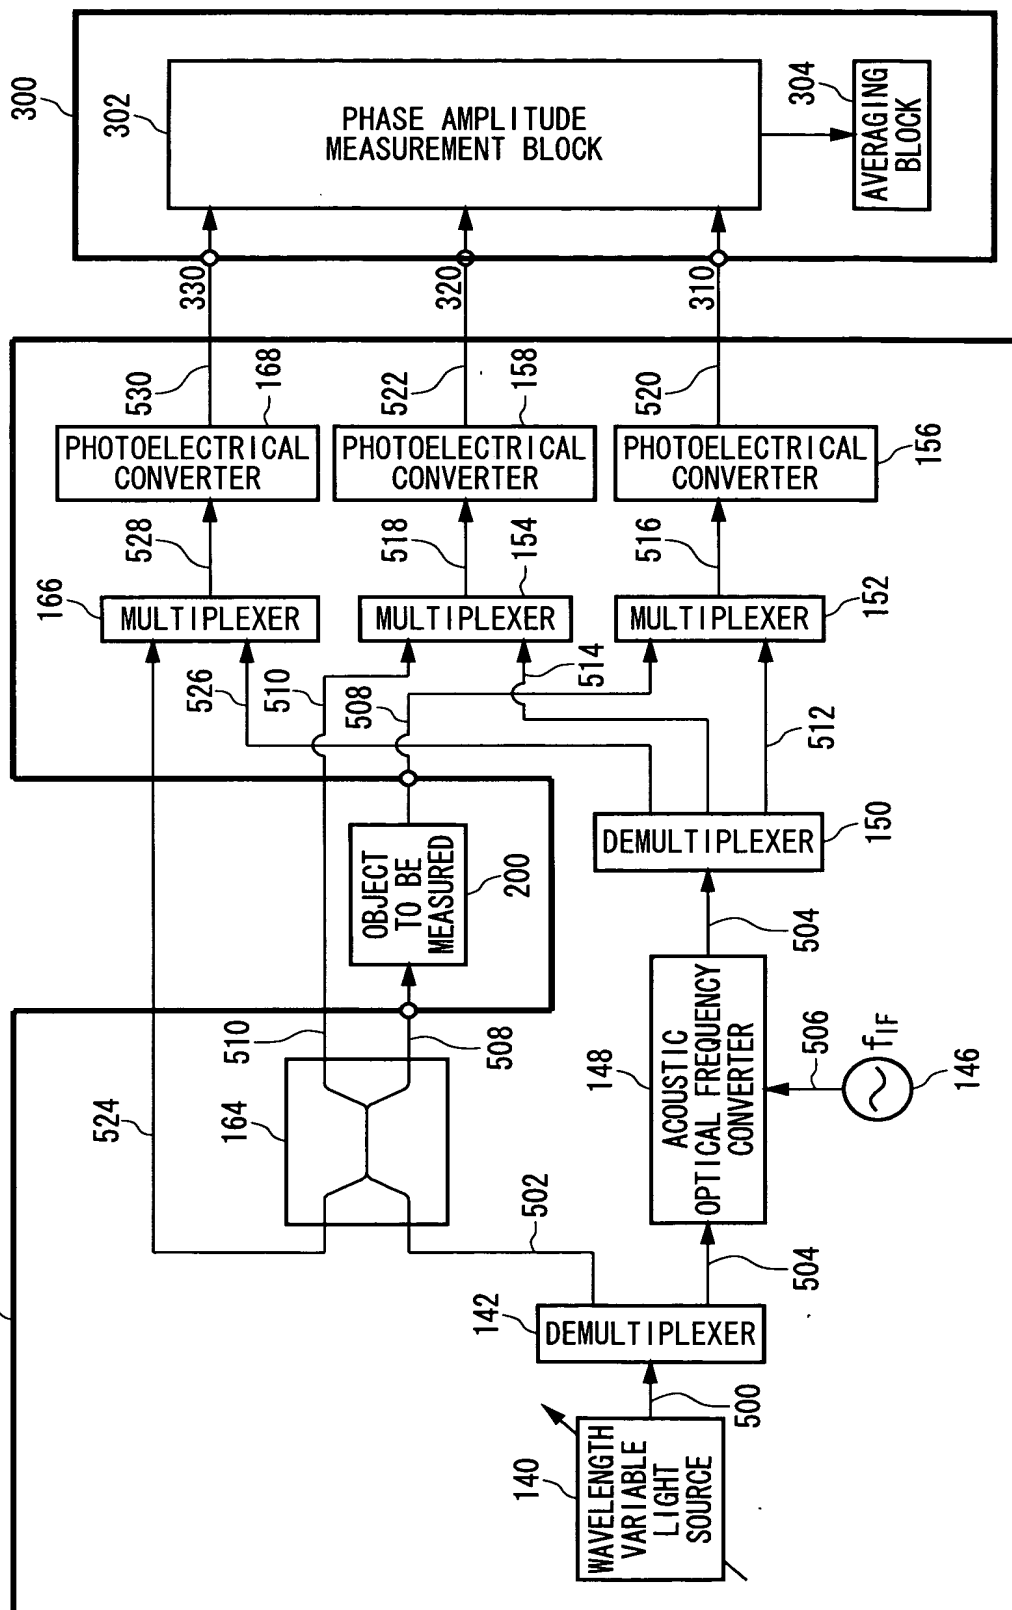 300
302
PHASE AMPLITUDE
MEASUREMENT BLOCK
304
AVERAGING
BLOCK
330
320
310
530
168
522
158
520
156
PHOTOELECTRICAL
CONVERTER
PHOTOELECTRICAL
CONVERTER
PHOTOELECTRICAL
CONVERTER
528
518
516
166
154
152
MULTIPLEXER
MULTIPLEXER
MULTIPLEXER
526
510
508
514
512
OBJECT
TO BE
MEASURED
200
DEMULTIPLEXER
150
504
510
508
524
164
148
ACOUSTIC
OPTICAL FREQUENCY
CONVERTER
506
fIF
146
502
504
142
DEMULTIPLEXER
500
140
WAVELENGTH
VARIABLE
LIGHT
SOURCE